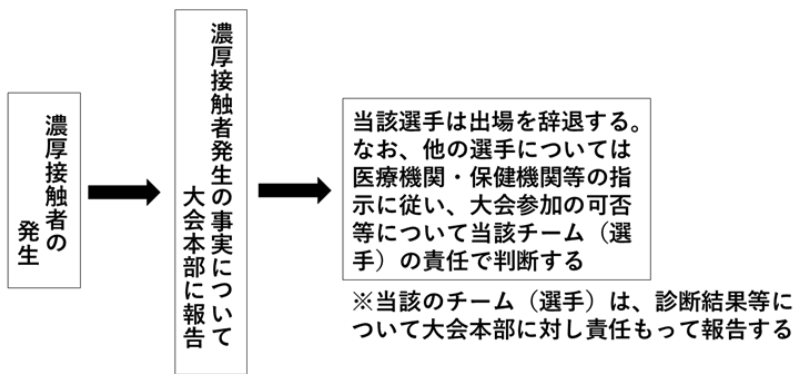 濃厚接触者の
発生
濃厚接触者発生の事実について
大会本部に報告
当該選手は出場を辞退する。
なお、他の選手については
医療機関・保健機関等の指
示に従い、大会参加の可否
等について当該チーム（選
手）の責任で判断する
※当該のチーム（選手）は、診断結果等に
ついて大会本部に対し責任もって報告する